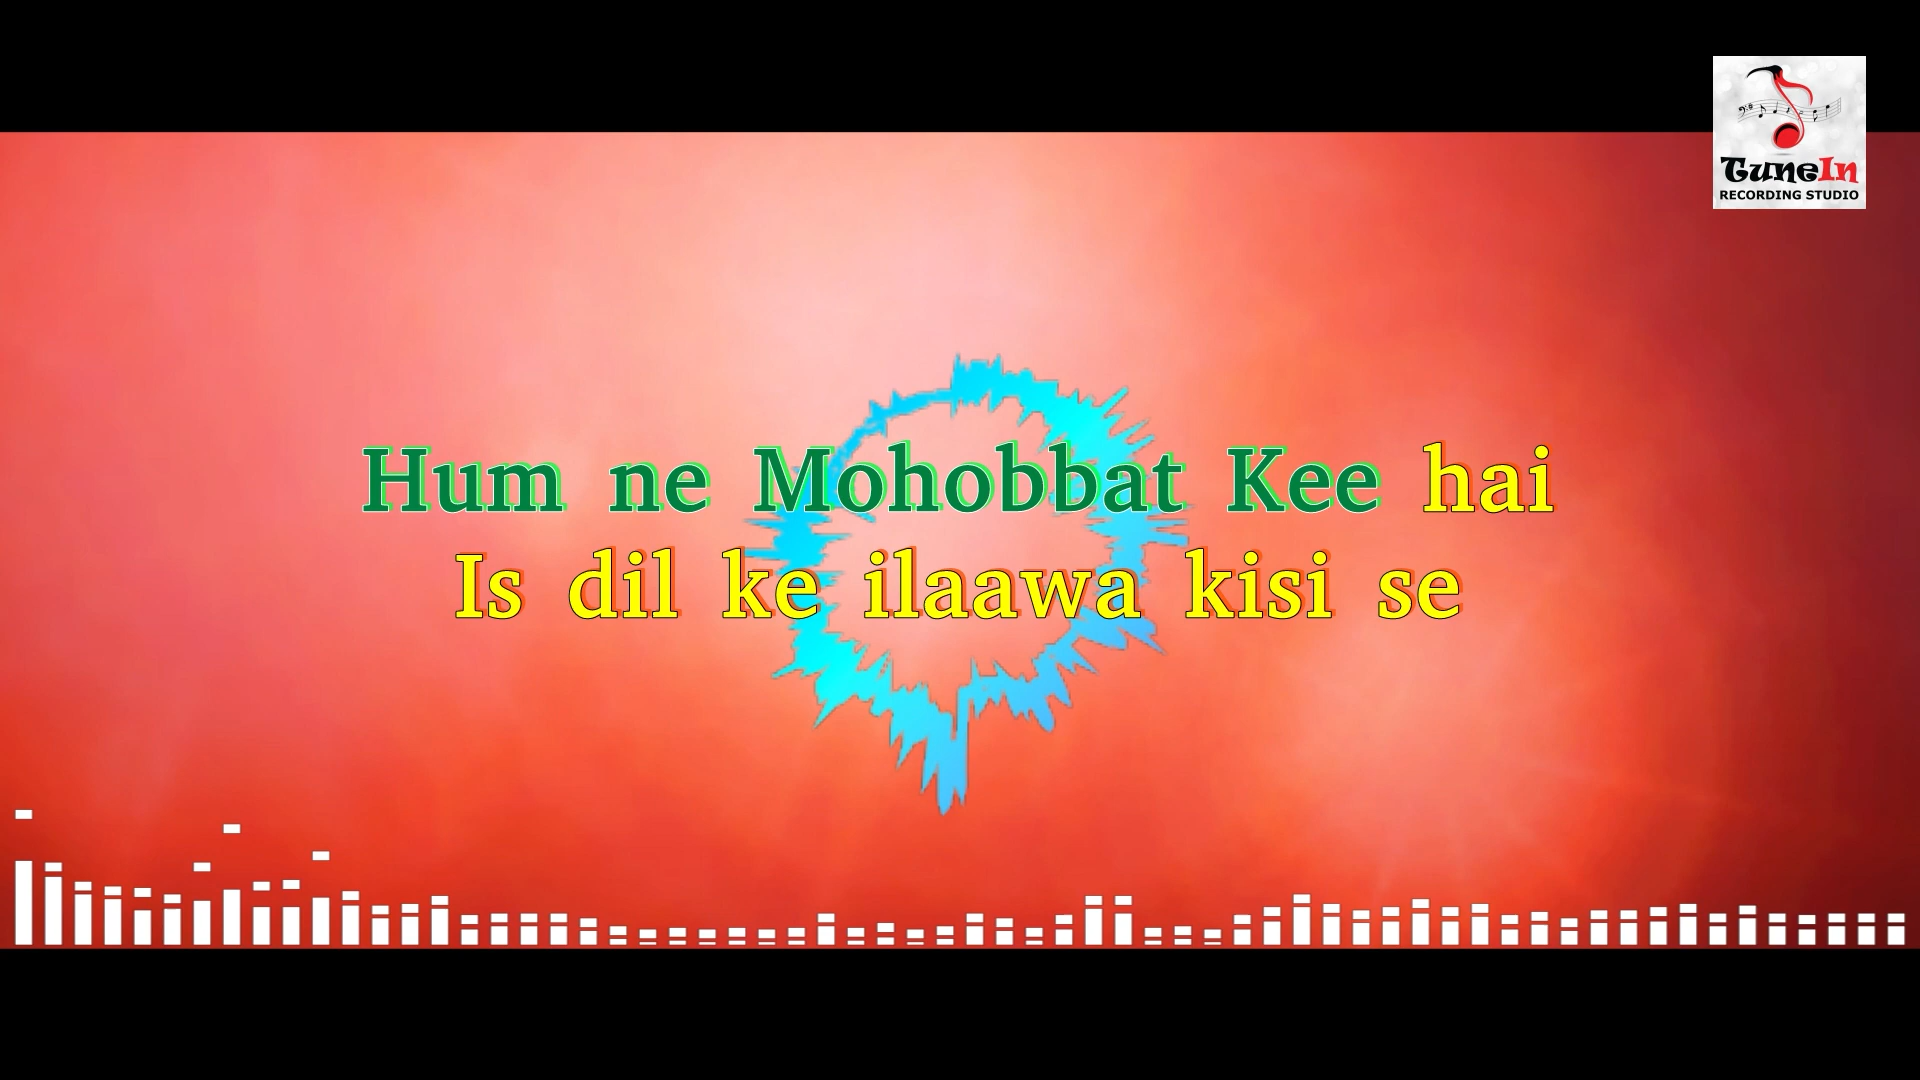 TuneIn
RECORDING STUDIO
Hum ne Mohobbat Kee hai
Is dil ke ilaawa kisi se